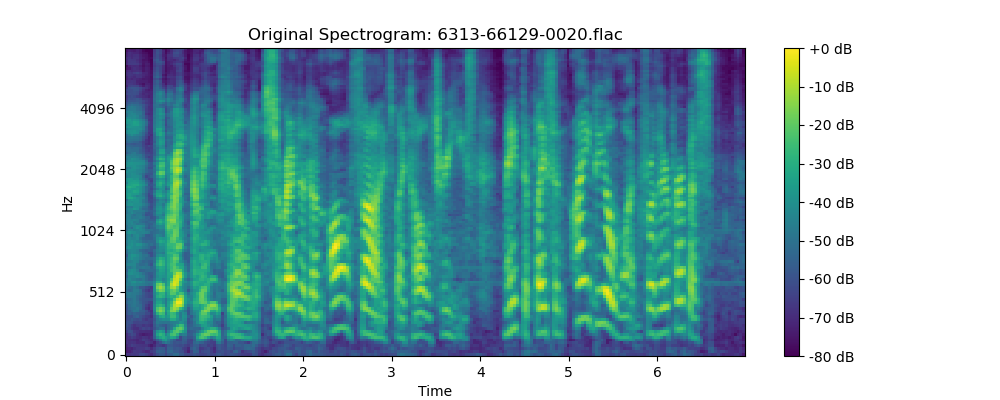 Original Spectrogram: 6313-66129-0020.flac
Hz
4096
2048
1024
512
0
0 1 2 3 4 5 6
Time
+0 dB
-10 dB
-20 dB
-30 dB
-40 dB
-50 dB
-60 dB
-70 dB
-80 dB